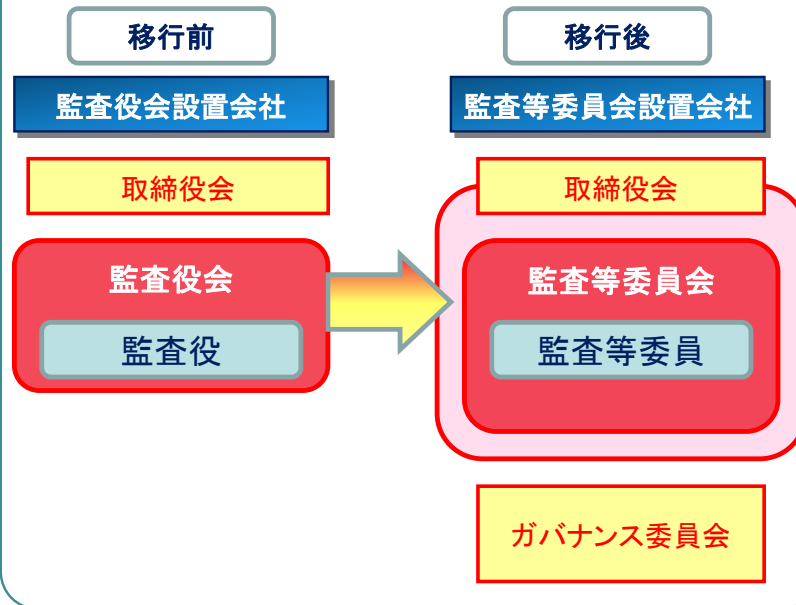 移行前
監査役会設置会社
取締役会
監査役会
監査役
移行後
監査等委員会設置会社
取締役会
監査等委員会
監査等委員
ガバナンス委員会